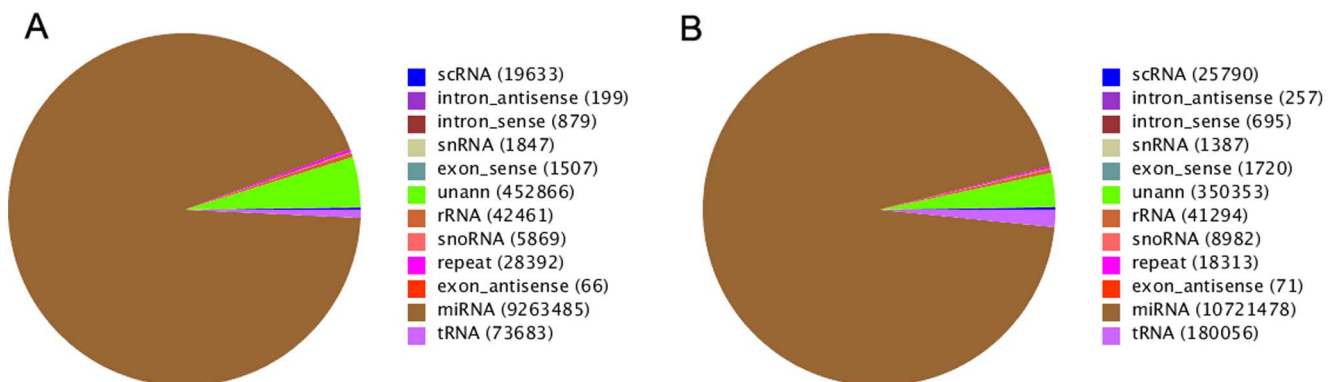 A
scRNA (19633)
intron_antisense (199)
intron_sense (879)
snRNA (1847)
exon_sense (1507)
unann (452866)
rRNA (42461)
snoRNA (5869)
repeat (28392)
exon_antisense (66)
miRNA (9263485)
tRNA (73683)
B
scRNA (25790)
intron_antisense (257)
intron_sense (695)
snRNA (1387)
exon_sense (1720)
unann (350353)
rRNA (41294)
snoRNA (8982)
repeat (18313)
exon_antisense (71)
miRNA (10721478)
tRNA (180056)